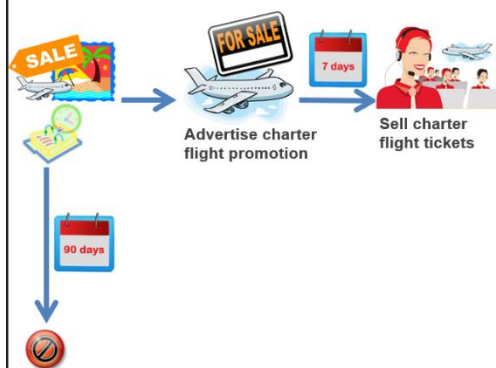 SALE
FOR SALE
7 days
Advertise charter
flight promotion
Sell charter
flight tickets
90 days